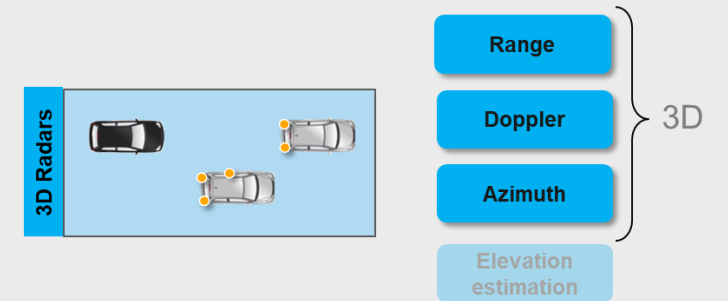 3D Radars
Range
Doppler
Azimuth
3D
Elevation
estimation